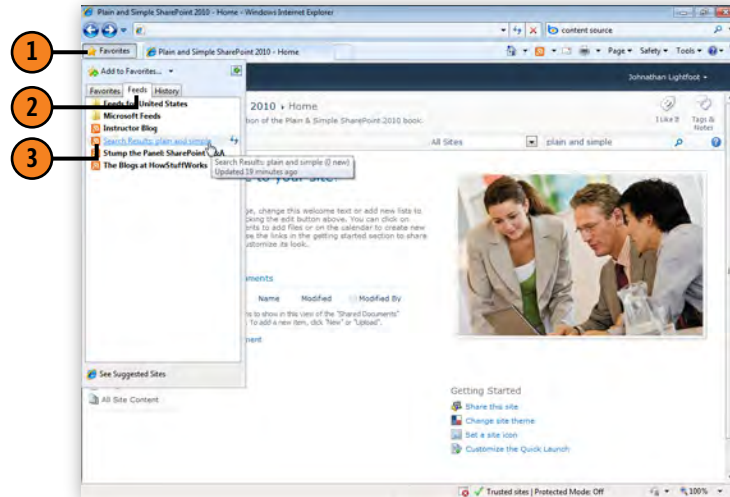 Plain and Simple SharePoint 2010 - Home - Windows Internet Explorer
content source
1
Favorites
Plain and Simple SharePoint 2010 - Home
Page
Safety
Tools
Add to Favorites...
Johnathan Lightfoot
2
Favorites
Feeds
History
Feeds for United States
Microsoft Feeds
Instructor Blog
3
Search Results: plain and simple
Stump the Panel: SharePoint
&A
The Blogs at HowStuffWorks
Search Results: plain and simple (0 new)
Updated 19 minutes ago
2010 Home
ion of the Plain & Simple SharePoint 2010 book.
I Like It
Tags &
Notes
All Sites
plain and simple
to your site!
ge, change this welcome text or add new lists to
cking the edit button above. You can click on
ents to add files or on the calendar to create new
se the links in the getting started section to share
ustomize its look.
uments
Name
Modified
Modified By
ns to show in this view of the "Shared Documents"
To add a new item, click "New" or "Upload".
ment
See Suggested Sites
All Site Content
Getting Started
Share this site
Change site theme
Set a site icon
Customize the Quick Launch
Trusted sites | Protected Mode: Off
100%